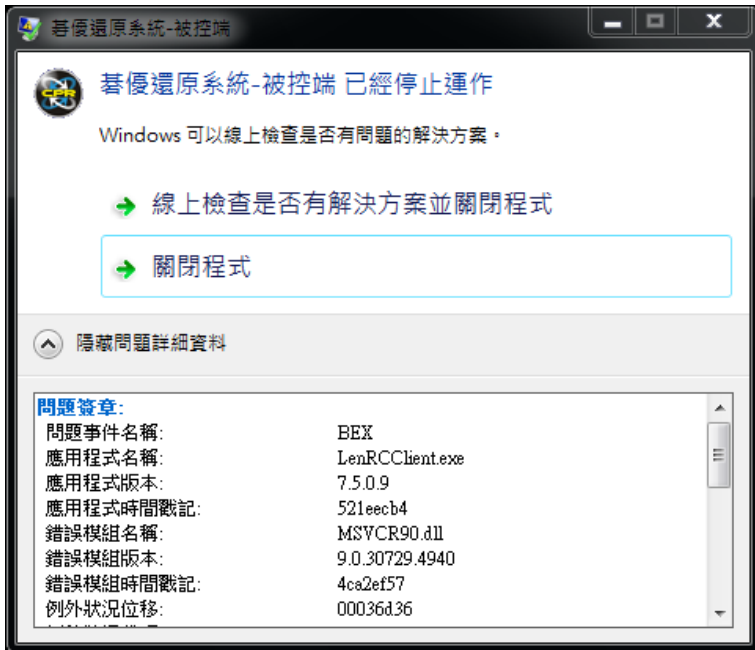 碁優還原系統-被控端
碁優還原系統-被控端 已經停止運作
CPR
Windows 可以線上檢查是否有問題的解決方案。
線上檢查是否有解決方案並關閉程式
關閉程式
隱藏問題詳細資料
問題簽章:
問題事件名稱: BEX
應用程式名稱: LenRCClient.exe
應用程式版本: 7.5.0.9
應用程式時間戳記: 521eecb4
錯誤模組名稱: MSVCR90.dll
錯誤模組版本: 9.0.30729.4940
錯誤模組時間戳記: 4ca2ef57
例外狀況位移: 00036d36